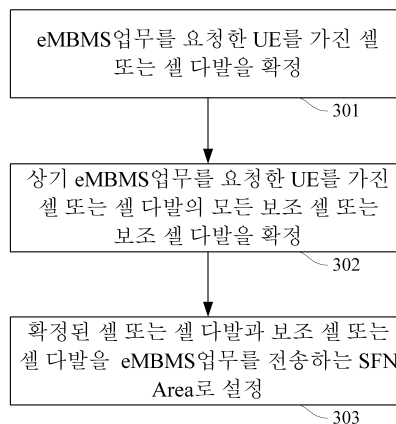 eMBMS업무를 요청한 UE를 가진 셀
또는 셀 다발을 확정
301
상기 eMBMS업무를 요청한 UE를 가진
셀 또는 셀 다발의 모든 보조 셀 또는
보조 셀 다발을 확정
302
확정된 셀 또는 셀 다발과 보조 셀 또는
셀 다발을 eMBMS업무를 전송하는 SFN
Area로 설정
303